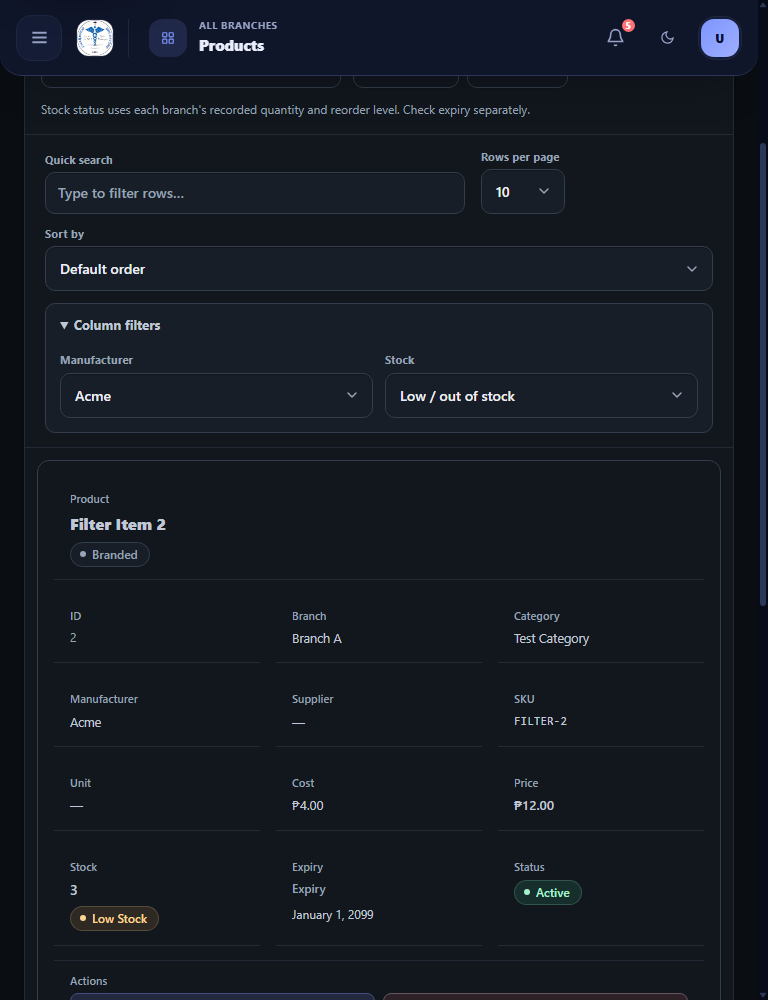 ALL BRANCHES
Products
5
U
Stock status uses each branch's recorded quantity and reorder level. Check expiry separately.
Quick search
Rows per page
Type to filter rows...
10
Sort by
Default order
Column filters
Manufacturer
Stock
Acme
Low / out of stock
Product
Filter Item 2
Branded
ID
Branch
Category
2
Branch A
Test Category
Manufacturer
Supplier
SKU
Acme
—
FILTER-2
Unit
Cost
Price
—
₱4.00
₱12.00
Stock
Expiry
Status
3
Expiry
Active
Low Stock
January 1, 2099
Actions